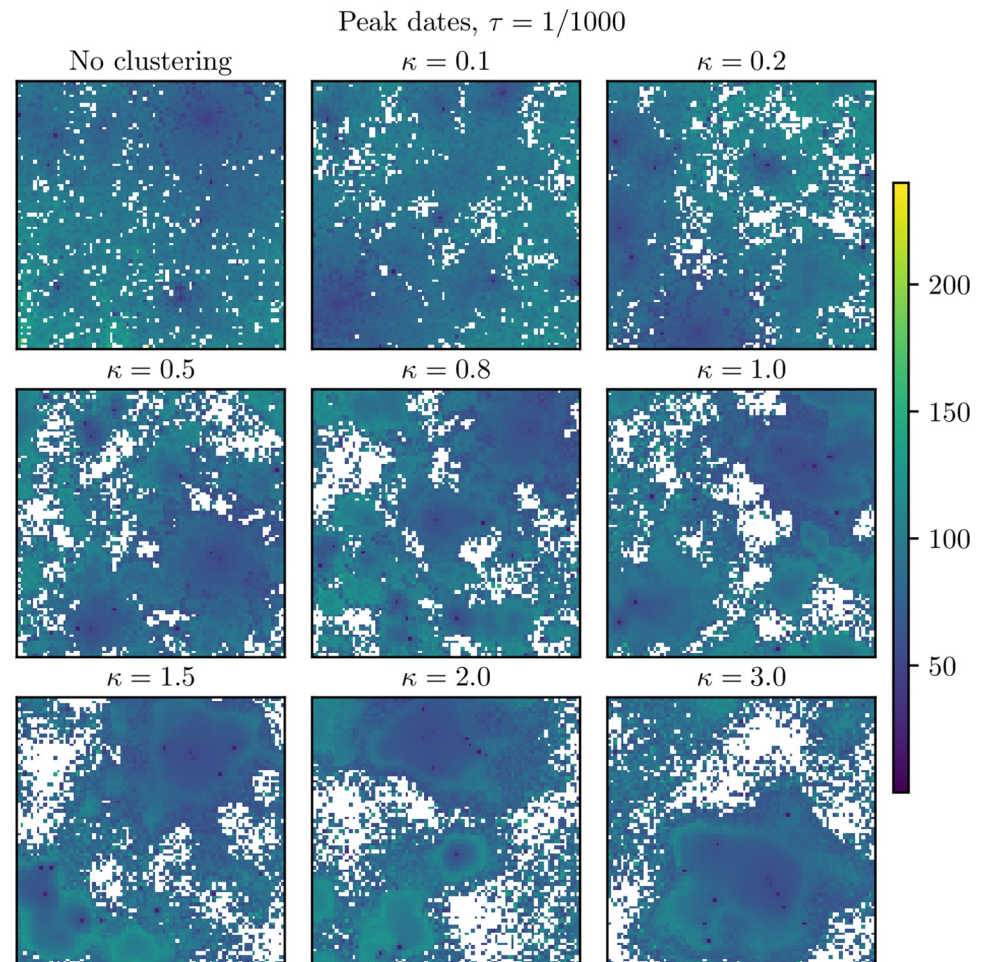 Peak dates, τ = 1/1000
No clustering
κ = 0.1
κ = 0.2
κ = 0.5
κ = 0.8
κ = 1.0
κ = 1.5
κ = 2.0
κ = 3.0
200
150
100
50